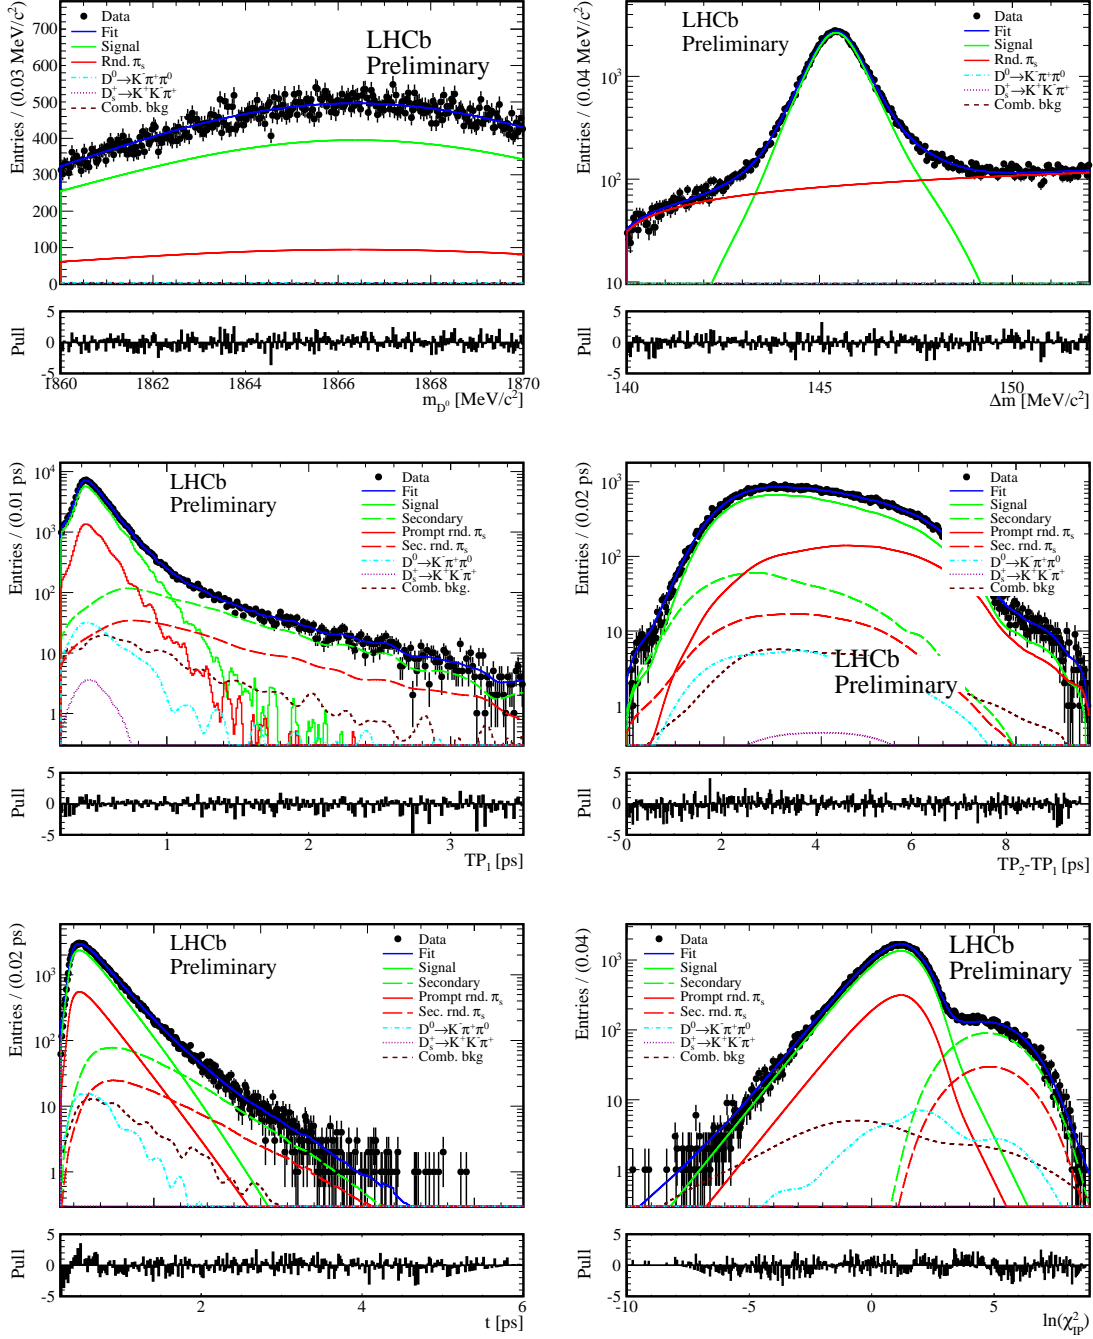 Entries / (0.03 MeV/c²)
700
600
500
400
300
200
100
0
Data
Fit
Signal
Rnd. πₛ
D⁰→K⁻π⁺π⁰
Dₛ⁺→K⁺K⁻π⁺
Comb. bkg
LHCb
Preliminary
Pull
5
0
-5
1860
1862
1864
1866
1868
1870
m_D⁰ [MeV/c²]
Entries / (0.04 MeV/c²)
10³
10²
10
LHCb
Preliminary
Data
Fit
Signal
Rnd. πₛ
D⁰→K⁻π⁺π⁰
Dₛ⁺→K⁺K⁻π⁺
Comb. bkg
Pull
5
0
-5
140
145
150
Δm [MeV/c²]
Entries / (0.01 ps)
10⁴
10³
10²
10
1
LHCb
Preliminary
Data
Fit
Signal
Secondary
Prompt rnd. πₛ
Sec. rnd. πₛ
D⁰→K⁻π⁺π⁰
Dₛ⁺→K⁺K⁻π⁺
Comb. bkg.
Pull
5
0
-5
1
2
3
TP₁ [ps]
Entries / (0.02 ps)
10³
10²
10
1
Data
Fit
Signal
Secondary
Prompt rnd. πₛ
Sec. rnd. πₛ
D⁰→K⁻π⁺π⁰
Dₛ⁺→K⁺K⁻π⁺
Comb. bkg
LHCb
Preliminary
Pull
5
0
-5
0
2
4
6
8
TP₂-TP₁ [ps]
Entries / (0.02 ps)
10³
10²
10
1
LHCb
Preliminary
Data
Fit
Signal
Secondary
Prompt rnd. πₛ
Sec. rnd. πₛ
D⁰→K⁻π⁺π⁰
Dₛ⁺→K⁺K⁻π⁺
Comb. bkg
Pull
5
0
-5
2
4
6
t [ps]
Entries / (0.04)
10³
10²
10
1
Data
Fit
Signal
Secondary
Prompt rnd. πₛ
Sec. rnd. πₛ
D⁰→K⁻π⁺π⁰
Dₛ⁺→K⁺K⁻π⁺
Comb. bkg
LHCb
Preliminary
Pull
5
0
-5
-10
-5
0
5
ln(χ²_IP)